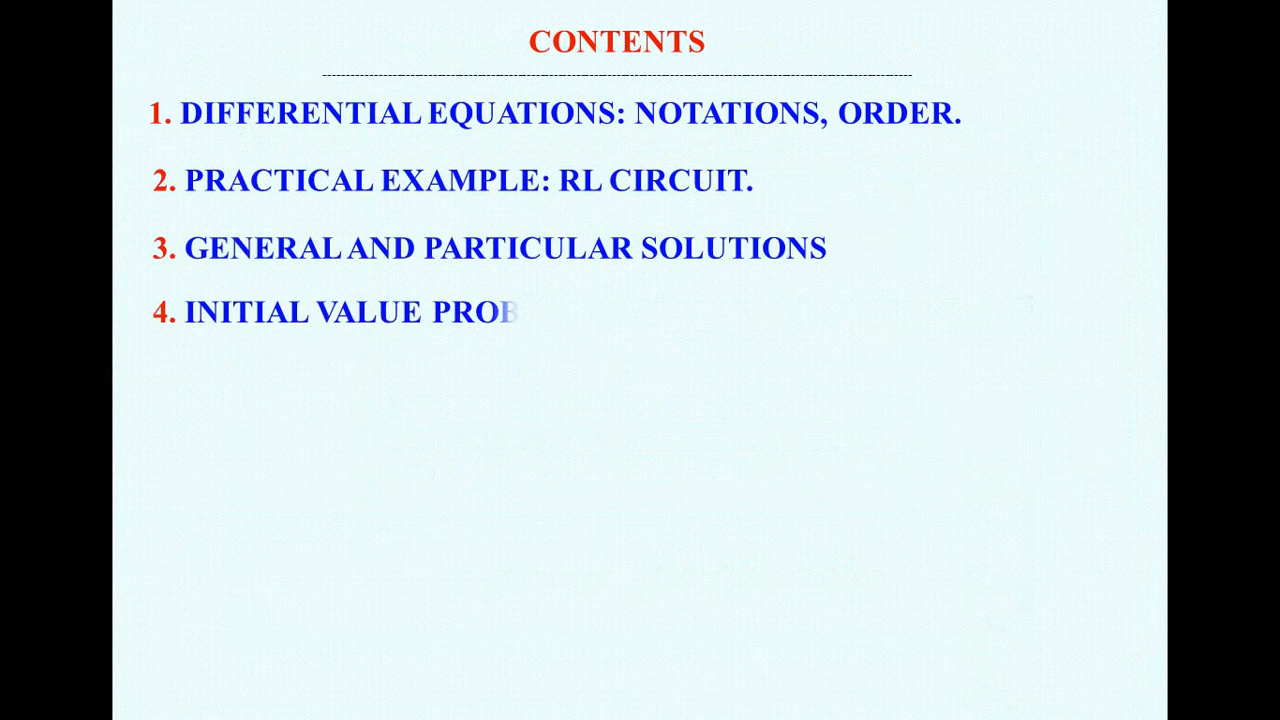 CONTENTS
1. DIFFERENTIAL EQUATIONS: NOTATIONS, ORDER.
2. PRACTICAL EXAMPLE: RL CIRCUIT.
3. GENERAL AND PARTICULAR SOLUTIONS
4. INITIAL VALUE PROB